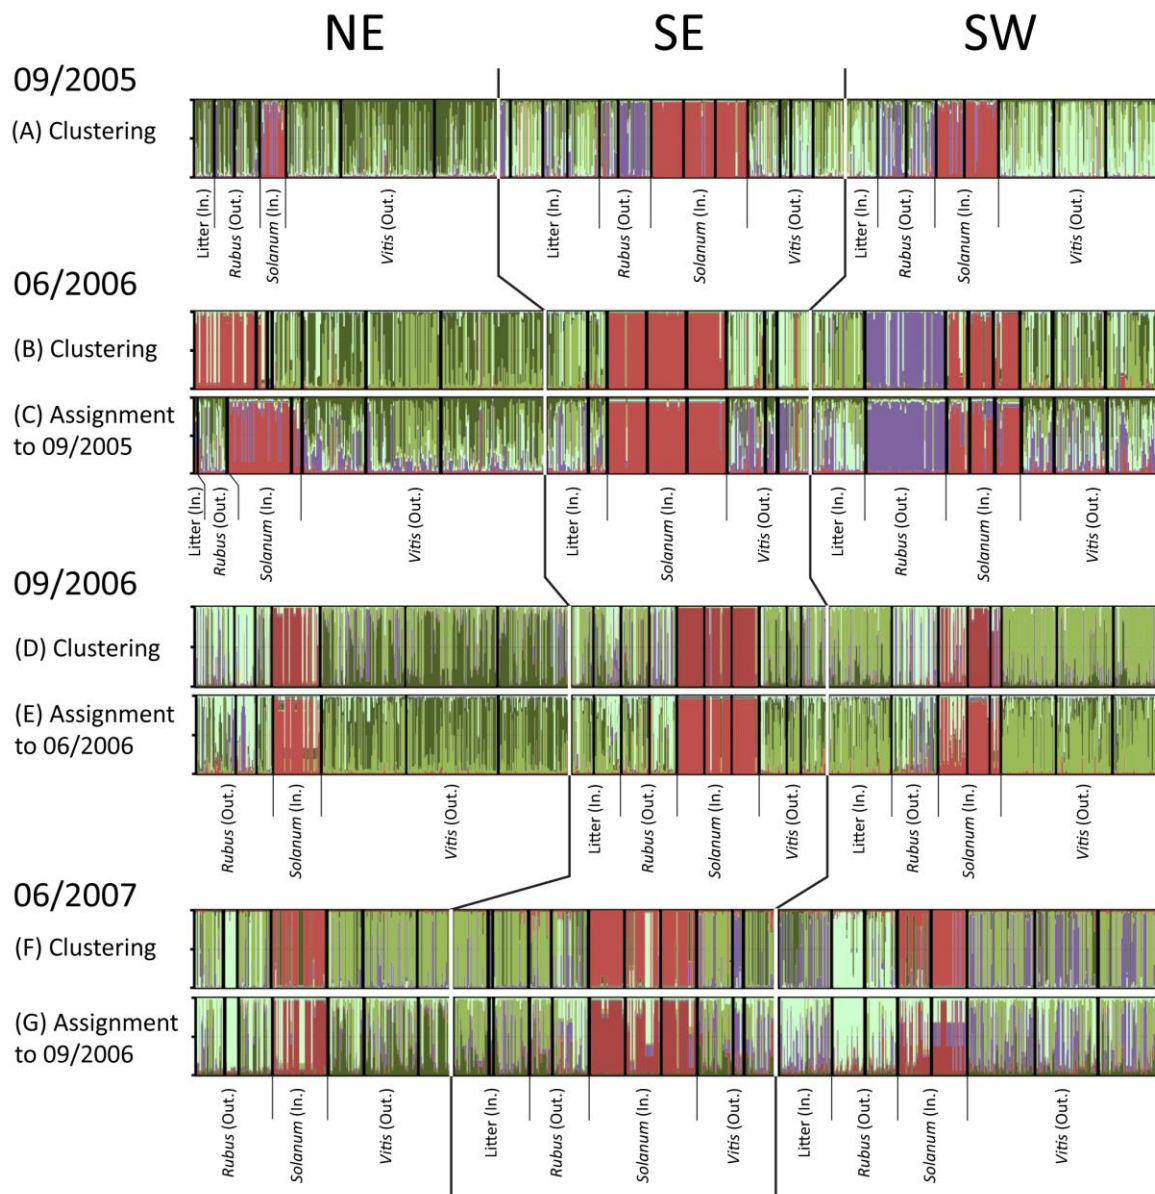 NE SE SW
09/2005
(A) Clustering
Litter (In.) Rubus (Out.) Solanum (In.) Vitis (Out.) Litter (In.) Rubus (Out.) Solanum (In.) Vitis (Out.) Litter (In.) Rubus (Out.) Solanum (In.) Vitis (Out.)
06/2006
(B) Clustering
(C) Assignment
to 09/2005
Litter (In.) Rubus (Out.) Solanum (In.) Vitis (Out.) Litter (In.) Solanum (In.) Vitis (Out.) Litter (In.) Rubus (Out.) Solanum (In.) Vitis (Out.)
09/2006
(D) Clustering
(E) Assignment
to 06/2006
Rubus (Out.) Solanum (In.) Vitis (Out.) Litter (In.) Rubus (Out.) Solanum (In.) Vitis (Out.) Litter (In.) Rubus (Out.) Solanum (In.) Vitis (Out.)
06/2007
(F) Clustering
(G) Assignment
to 09/2006
Rubus (Out.) Solanum (In.) Vitis (Out.) Litter (In.) Rubus (Out.) Solanum (In.) Vitis (Out.) Litter (In.) Rubus (Out.) Solanum (In.) Vitis (Out.)